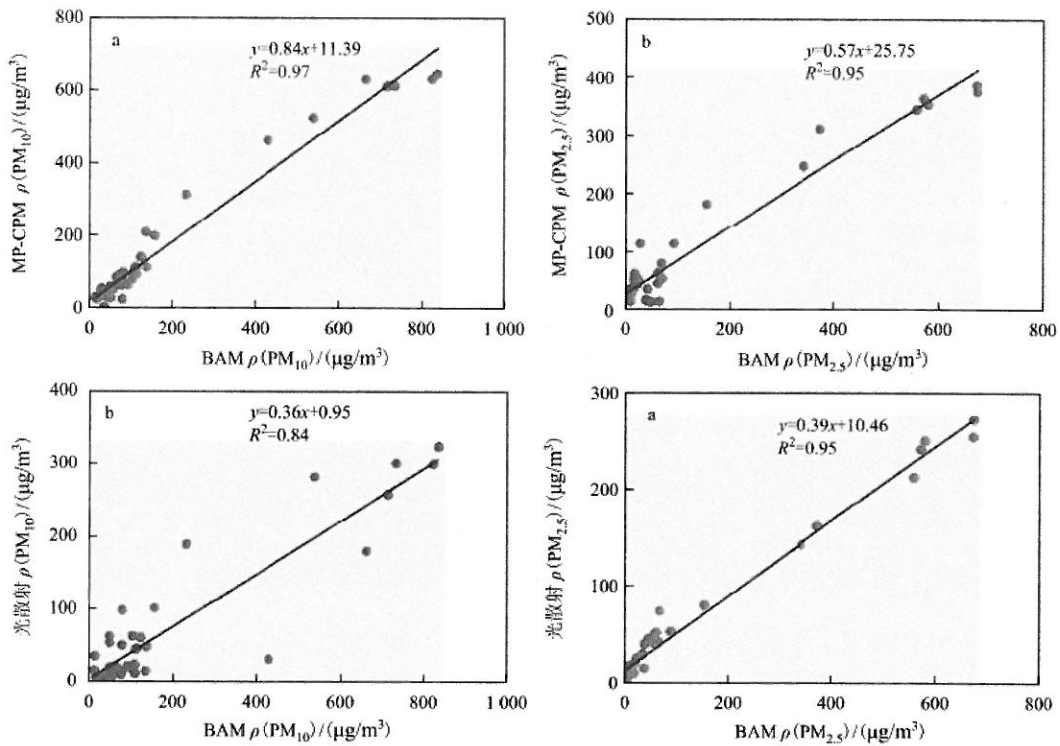 a
y=0.84x+11.39
R²=0.97
MP-CPM ρ(PM₁₀)/(μg/m³)
800
600
400
200
0
0 200 400 600 800 1 000
BAM ρ(PM₁₀)/(μg/m³)
b
y=0.57x+25.75
R²=0.95
MP-CPM ρ(PM₂.₅)/(μg/m³)
500
400
300
200
100
0
0 200 400 600 800
BAM ρ(PM₂.₅)/(μg/m³)
b
y=0.36x+0.95
R²=0.84
光散射 ρ(PM₁₀)/(μg/m³)
400
300
200
100
0
0 200 400 600 800 1 000
BAM ρ(PM₁₀)/(μg/m³)
a
y=0.39x+10.46
R²=0.95
光散射 ρ(PM₂.₅)/(μg/m³)
300
200
100
0
0 200 400 600 800
BAM ρ(PM₂.₅)/(μg/m³)